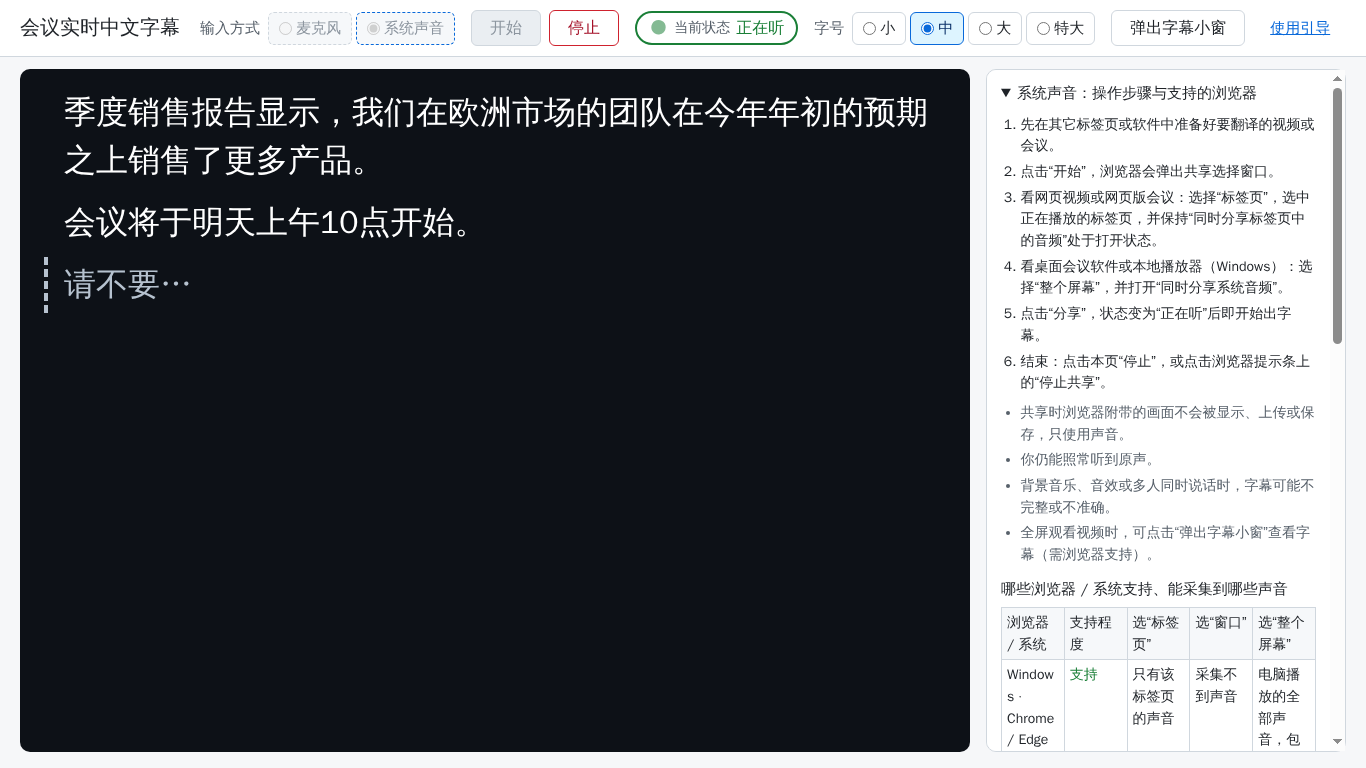 会议实时中文字幕 输入方式 麦克风 系统声音 开始 停止 当前状态 正在听 字号 小 中 大 特大 弹出字幕小窗 使用引导
季度销售报告显示，我们在欧洲市场的团队在今年年初的预期
之上销售了更多产品。
会议将于明天上午10点开始。
请不要…
▼ 系统声音：操作步骤与支持的浏览器
1. 先在其它标签页或软件中准备好要翻译的视频或
会议。
2. 点击“开始”，浏览器会弹出共享选择窗口。
3. 看网页视频或网页版会议：选择“标签页”，选中
正在播放的标签页，并保持“同时分享标签页中
的音频”处于打开状态。
4. 看桌面会议软件或本地播放器（Windows）：选
择“整个屏幕”，并打开“同时分享系统音频”。
5. 点击“分享”，状态变为“正在听”后即开始出字
幕。
6. 结束：点击本页“停止”，或点击浏览器提示条上
的“停止共享”。
• 共享时浏览器附带的画面不会被显示、上传或保
存，只使用声音。
• 你仍能照常听到原声。
• 背景音乐、音效或多人同时说话时，字幕可能不
完整或不准确。
• 全屏观看视频时，可点击“弹出字幕小窗”查看字
幕（需浏览器支持）。
哪些浏览器 / 系统支持、能采集到哪些声音
浏览器
/ 系统
支持程
度
选“标签
页”
选“窗口”
选“整个
屏幕”
Window
s ·
Chrome
/ Edge
支持
只有该
标签页
的声音
采集不
到声音
电脑播
放的全
部声
音，包